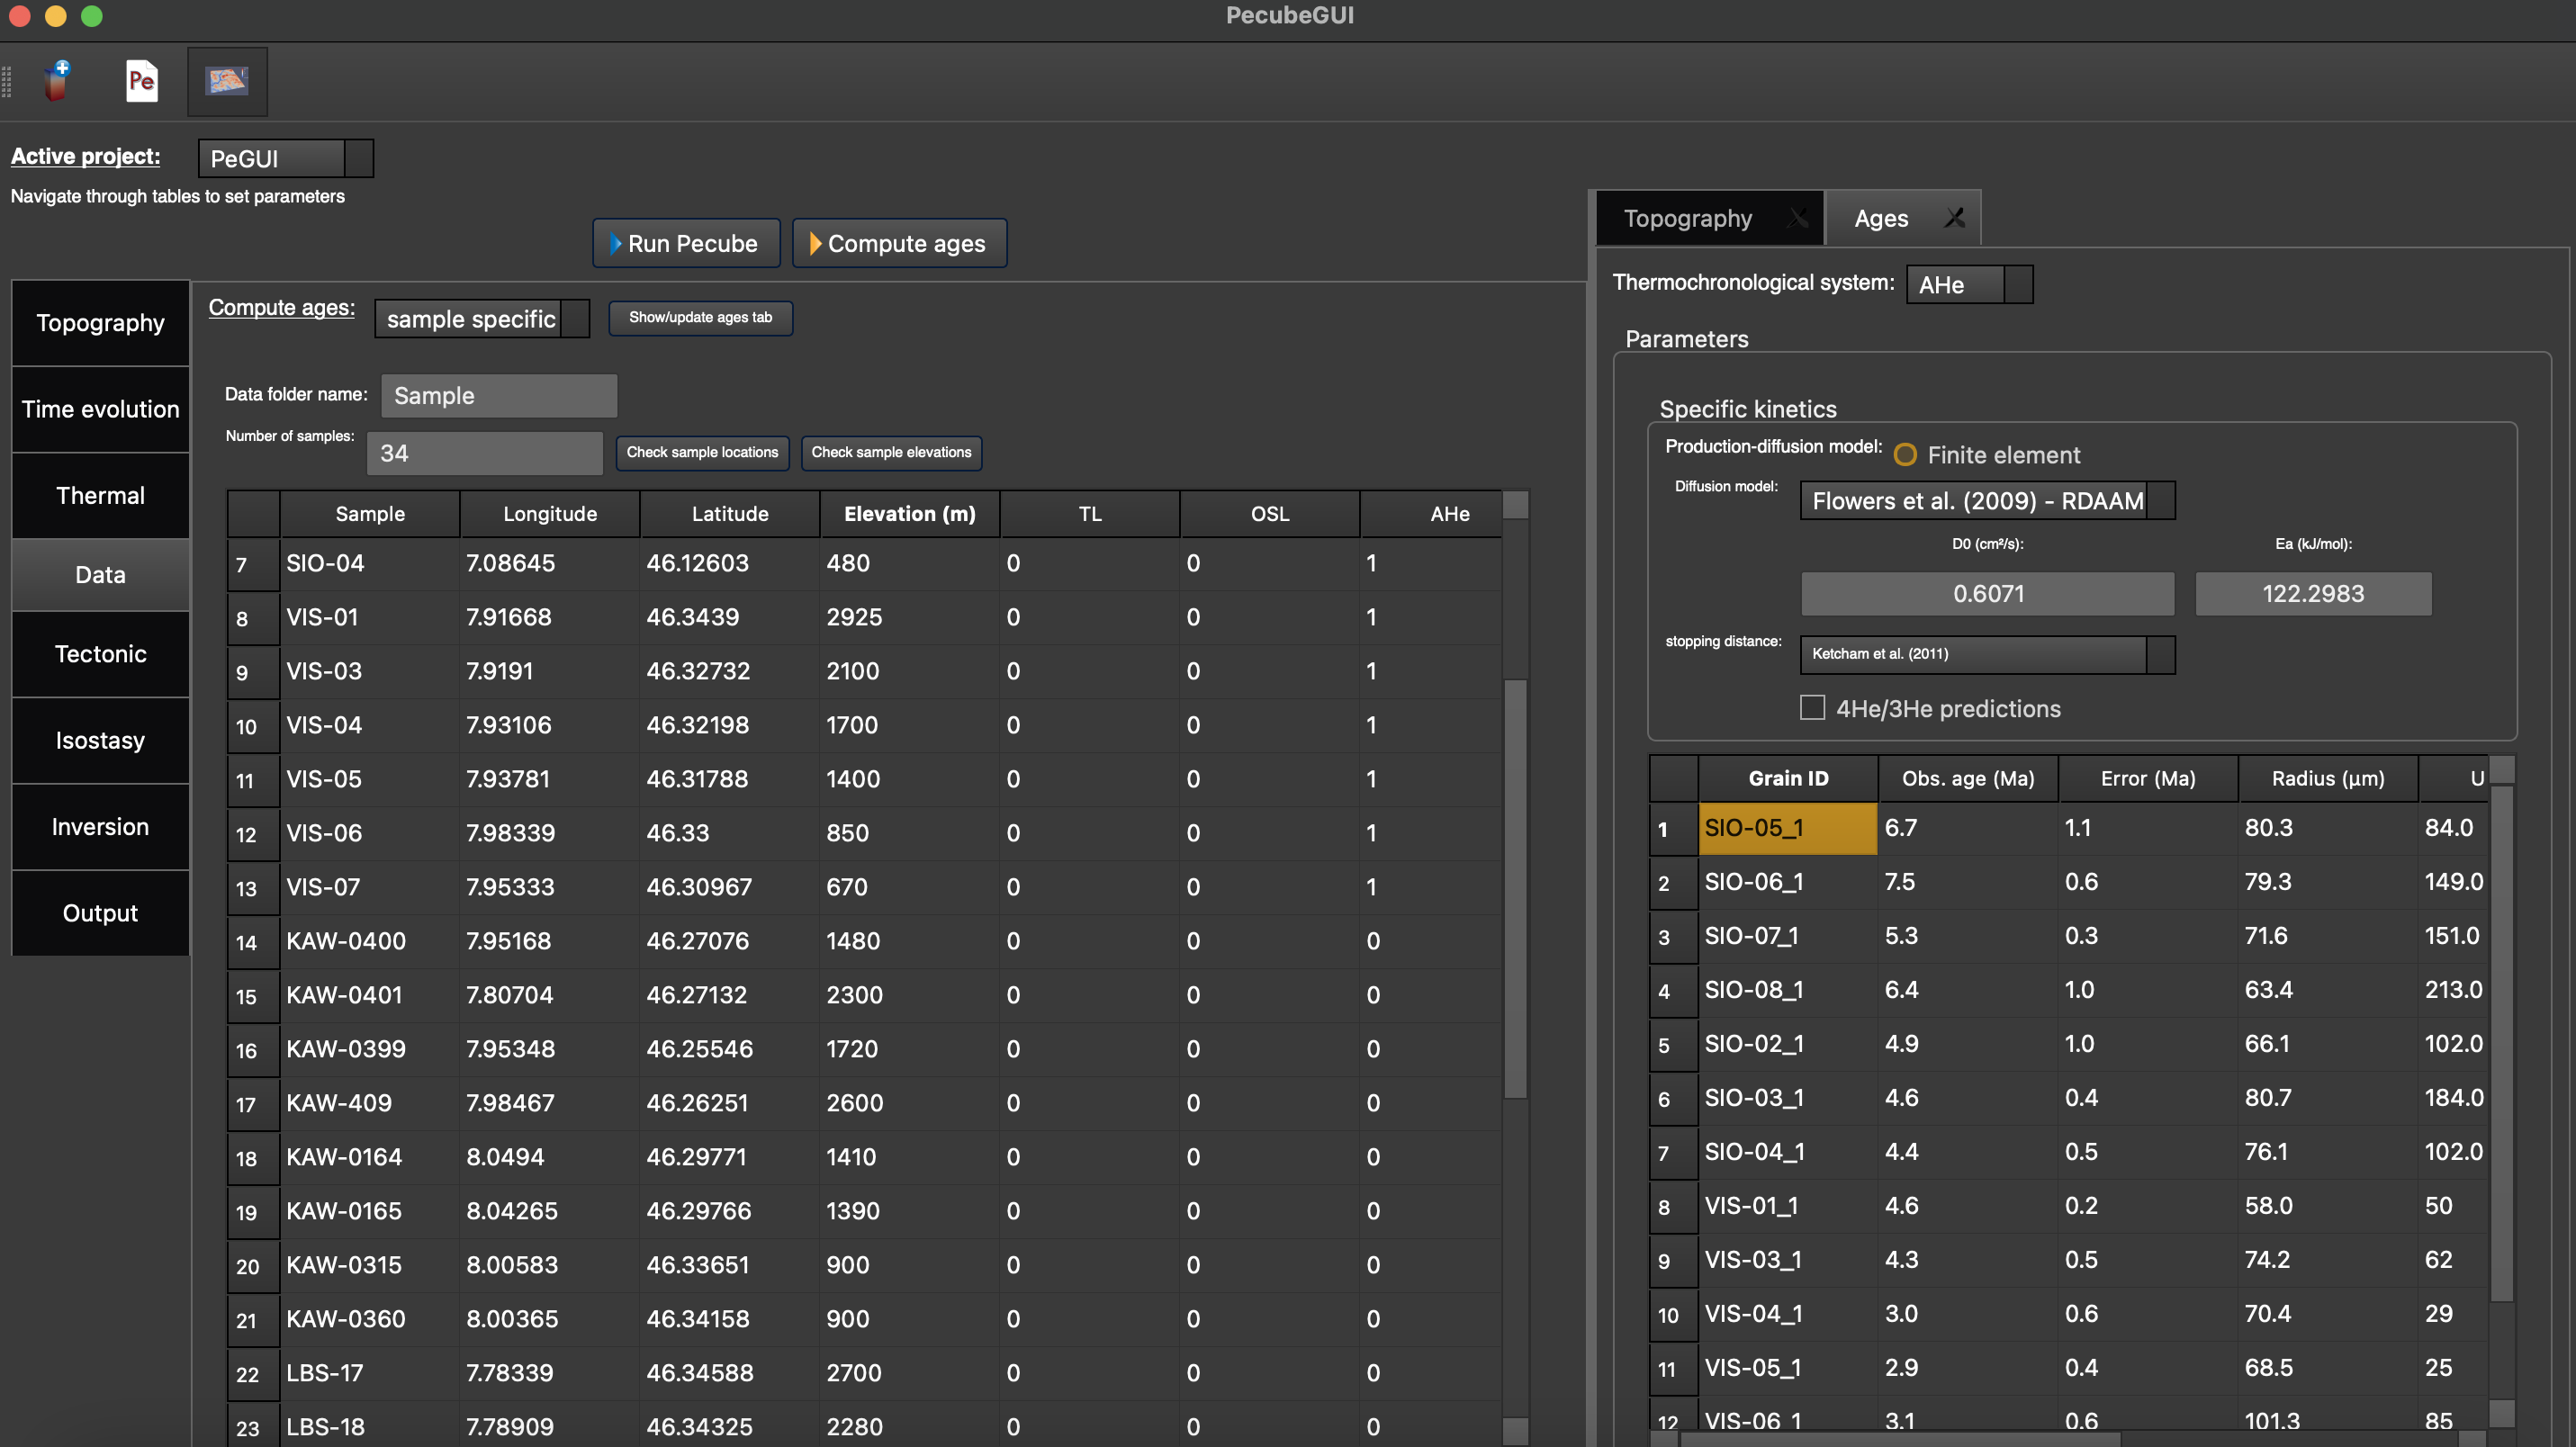 PecubeGUI
Pe
Active project: PeGUI
Navigate through tables to set parameters
Run Pecube Compute ages
Topography
Time evolution
Thermal
Data
Tectonic
Isostasy
Inversion
Output
Compute ages: sample specific Show/update ages tab
Data folder name: Sample
Number of samples: 34 Check sample locations Check sample elevations
Sample Longitude Latitude Elevation (m) TL OSL AHe
7 SIO-04 7.08645 46.12603 480 0 0 1
8 VIS-01 7.91668 46.3439 2925 0 0 1
9 VIS-03 7.9191 46.32732 2100 0 0 1
10 VIS-04 7.93106 46.32198 1700 0 0 1
11 VIS-05 7.93781 46.31788 1400 0 0 1
12 VIS-06 7.98339 46.33 850 0 0 1
13 VIS-07 7.95333 46.30967 670 0 0 1
14 KAW-0400 7.95168 46.27076 1480 0 0 0
15 KAW-0401 7.80704 46.27132 2300 0 0 0
16 KAW-0399 7.95348 46.25546 1720 0 0 0
17 KAW-409 7.98467 46.26251 2600 0 0 0
18 KAW-0164 8.0494 46.29771 1410 0 0 0
19 KAW-0165 8.04265 46.29766 1390 0 0 0
20 KAW-0315 8.00583 46.33651 900 0 0 0
21 KAW-0360 8.00365 46.34158 900 0 0 0
22 LBS-17 7.78339 46.34588 2700 0 0 0
23 LBS-18 7.78909 46.34325 2280 0 0 0
Topography Ages
Thermochronological system: AHe
Parameters
Specific kinetics
Production-diffusion model: Finite element
Diffusion model: Flowers et al. (2009) - RDAAM
D0 (cm²/s): Ea (kJ/mol):
0.6071 122.2983
stopping distance: Ketcham et al. (2011)
4He/3He predictions
Grain ID Obs. age (Ma) Error (Ma) Radius (µm) U
1 SIO-05_1 6.7 1.1 80.3 84.0
2 SIO-06_1 7.5 0.6 79.3 149.0
3 SIO-07_1 5.3 0.3 71.6 151.0
4 SIO-08_1 6.4 1.0 63.4 213.0
5 SIO-02_1 4.9 1.0 66.1 102.0
6 SIO-03_1 4.6 0.4 80.7 184.0
7 SIO-04_1 4.4 0.5 76.1 102.0
8 VIS-01_1 4.6 0.2 58.0 50
9 VIS-03_1 4.3 0.5 74.2 62
10 VIS-04_1 3.0 0.6 70.4 29
11 VIS-05_1 2.9 0.4 68.5 25
12 VIS-06_1 3.1 0.6 101.3 85